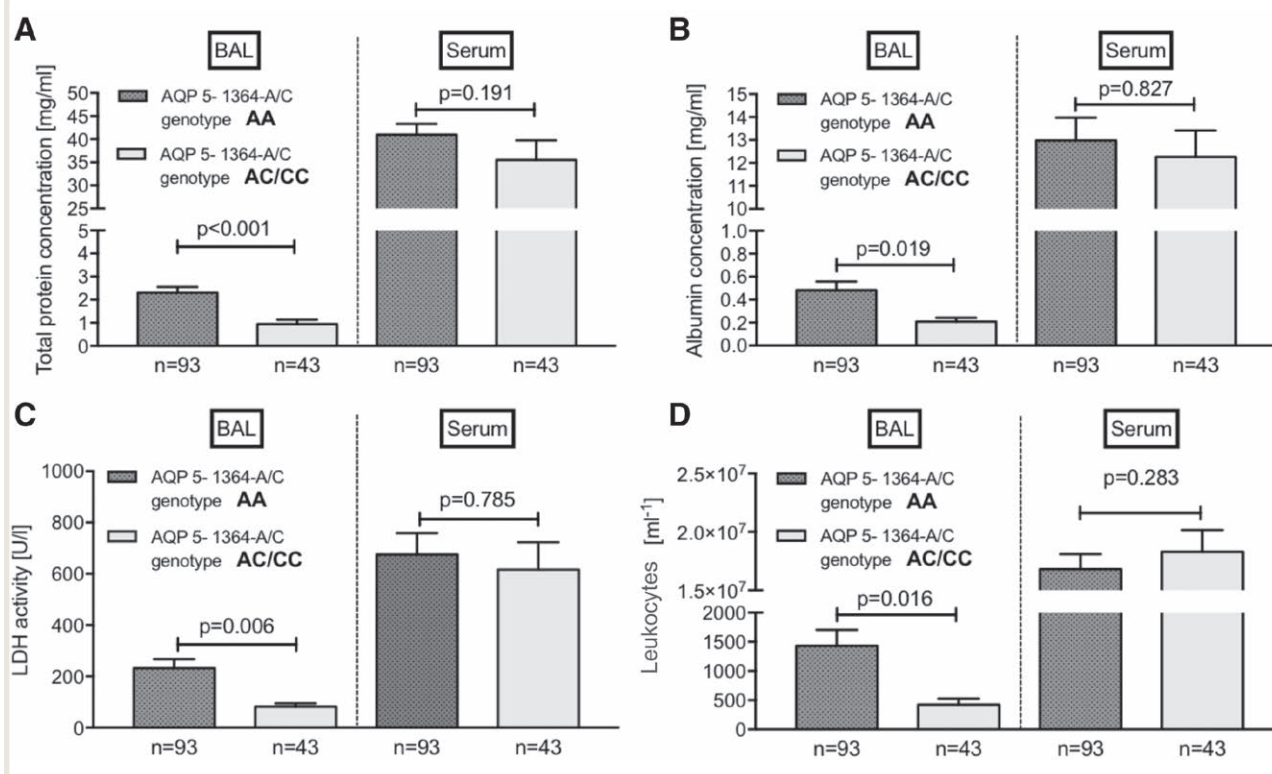 A
BAL
Serum
Total protein concentration [mg/ml]
50
45
40
35
30
25
5
4
3
2
1
0
AQP 5- 1364-A/C
genotype AA
AQP 5- 1364-A/C
genotype AC/CC
p<0.001
p=0.191
n=93
n=43
n=93
n=43
B
BAL
Serum
Albumin concentration [mg/ml]
15
14
13
12
11
10
1.0
0.8
0.6
0.4
0.2
0.0
AQP 5- 1364-A/C
genotype AA
AQP 5- 1364-A/C
genotype AC/CC
p=0.019
p=0.827
n=93
n=43
n=93
n=43
C
BAL
Serum
LDH activity [U/l]
1000
800
600
400
200
0
AQP 5- 1364-A/C
genotype AA
AQP 5- 1364-A/C
genotype AC/CC
p=0.006
p=0.785
n=93
n=43
n=93
n=43
D
BAL
Serum
Leukocytes [ml⁻¹]
2.5×10⁷
2.0×10⁷
1.5×10⁷
2000
1500
1000
500
0
AQP 5- 1364-A/C
genotype AA
AQP 5- 1364-A/C
genotype AC/CC
p=0.016
p=0.283
n=93
n=43
n=93
n=43